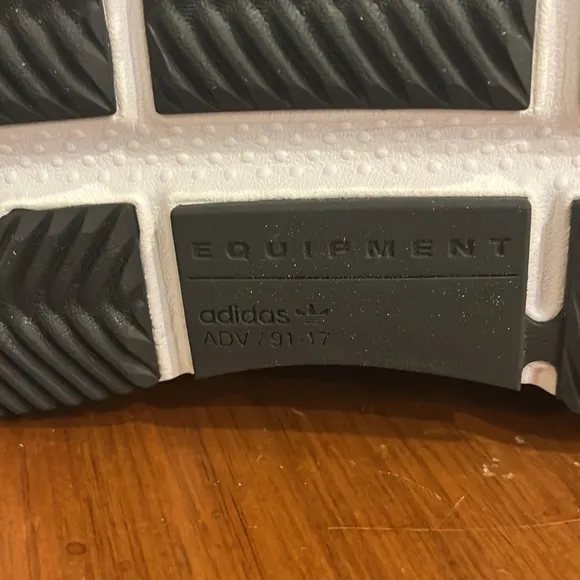 EQUIPMENT
adidas
ADV / 91-17